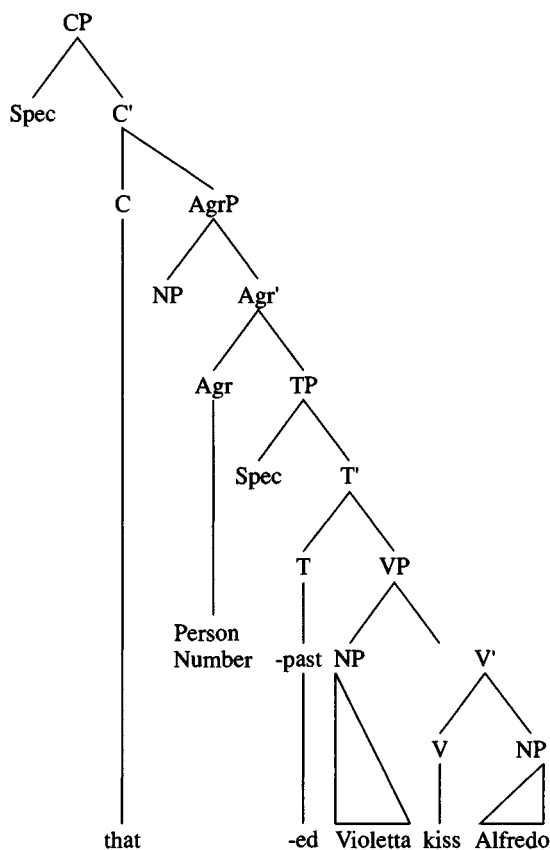 CP
Spec C'
C AgrP
NP Agr'
Agr TP
Spec T'
T VP
Person
Number -past NP V'
V NP
that -ed Violetta kiss Alfredo